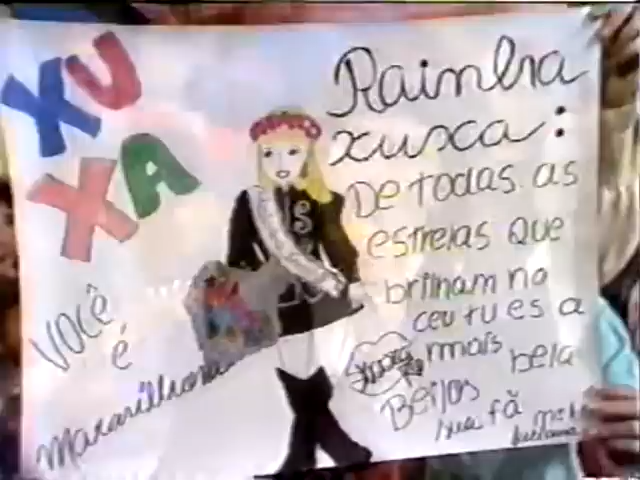 XU
XA
VOCÊ
é
Maravilhosa
Rainha
xuxa:
De todas as
estrelas que
brilham no
ceu tu es a
mais
bela
Beijos
sua fã